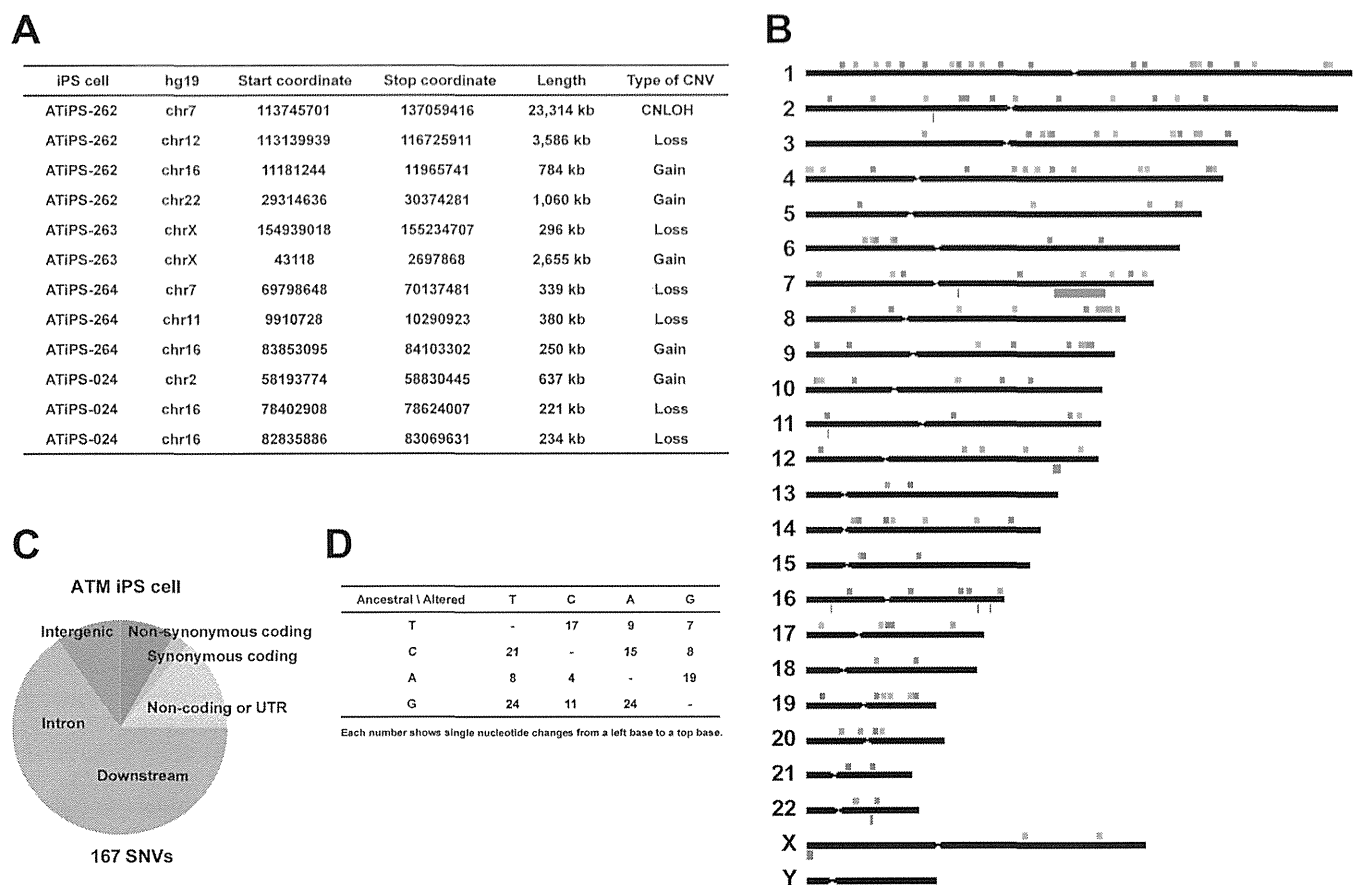 A
iPS cell hg19 Start coordinate Stop coordinate Length Type of CNV
ATiPS-262 chr7 113745701 137059416 23,314 kb CNLOH
ATiPS-262 chr12 113139939 116725911 3,586 kb Loss
ATiPS-262 chr16 11181244 11965741 784 kb Gain
ATiPS-262 chr22 29314636 30374281 1,060 kb Gain
ATiPS-263 chrX 154939018 155234707 296 kb Loss
ATiPS-263 chrX 43118 2697868 2,655 kb Gain
ATiPS-264 chr7 69798648 70137481 339 kb Loss
ATiPS-264 chr11 9910728 10290923 380 kb Loss
ATiPS-264 chr16 83853095 84103302 250 kb Gain
ATiPS-024 chr2 58193774 58830445 637 kb Gain
ATiPS-024 chr16 78402908 78624007 221 kb Loss
ATiPS-024 chr16 82835886 83069631 234 kb Loss
B
1
2
3
4
5
6
7
8
9
10
11
12
13
14
15
16
17
18
19
20
21
22
X
Y
C
ATM iPS cell
Intergenic
Non-synonymous coding
Synonymous coding
Non-coding or UTR
Intron
Downstream
167 SNVs
D
Ancestral \ Altered T C A G
T - 17 9 7
C 21 - 15 8
A 8 4 - 19
G 24 11 24 -
Each number shows single nucleotide changes from a left base to a top base.